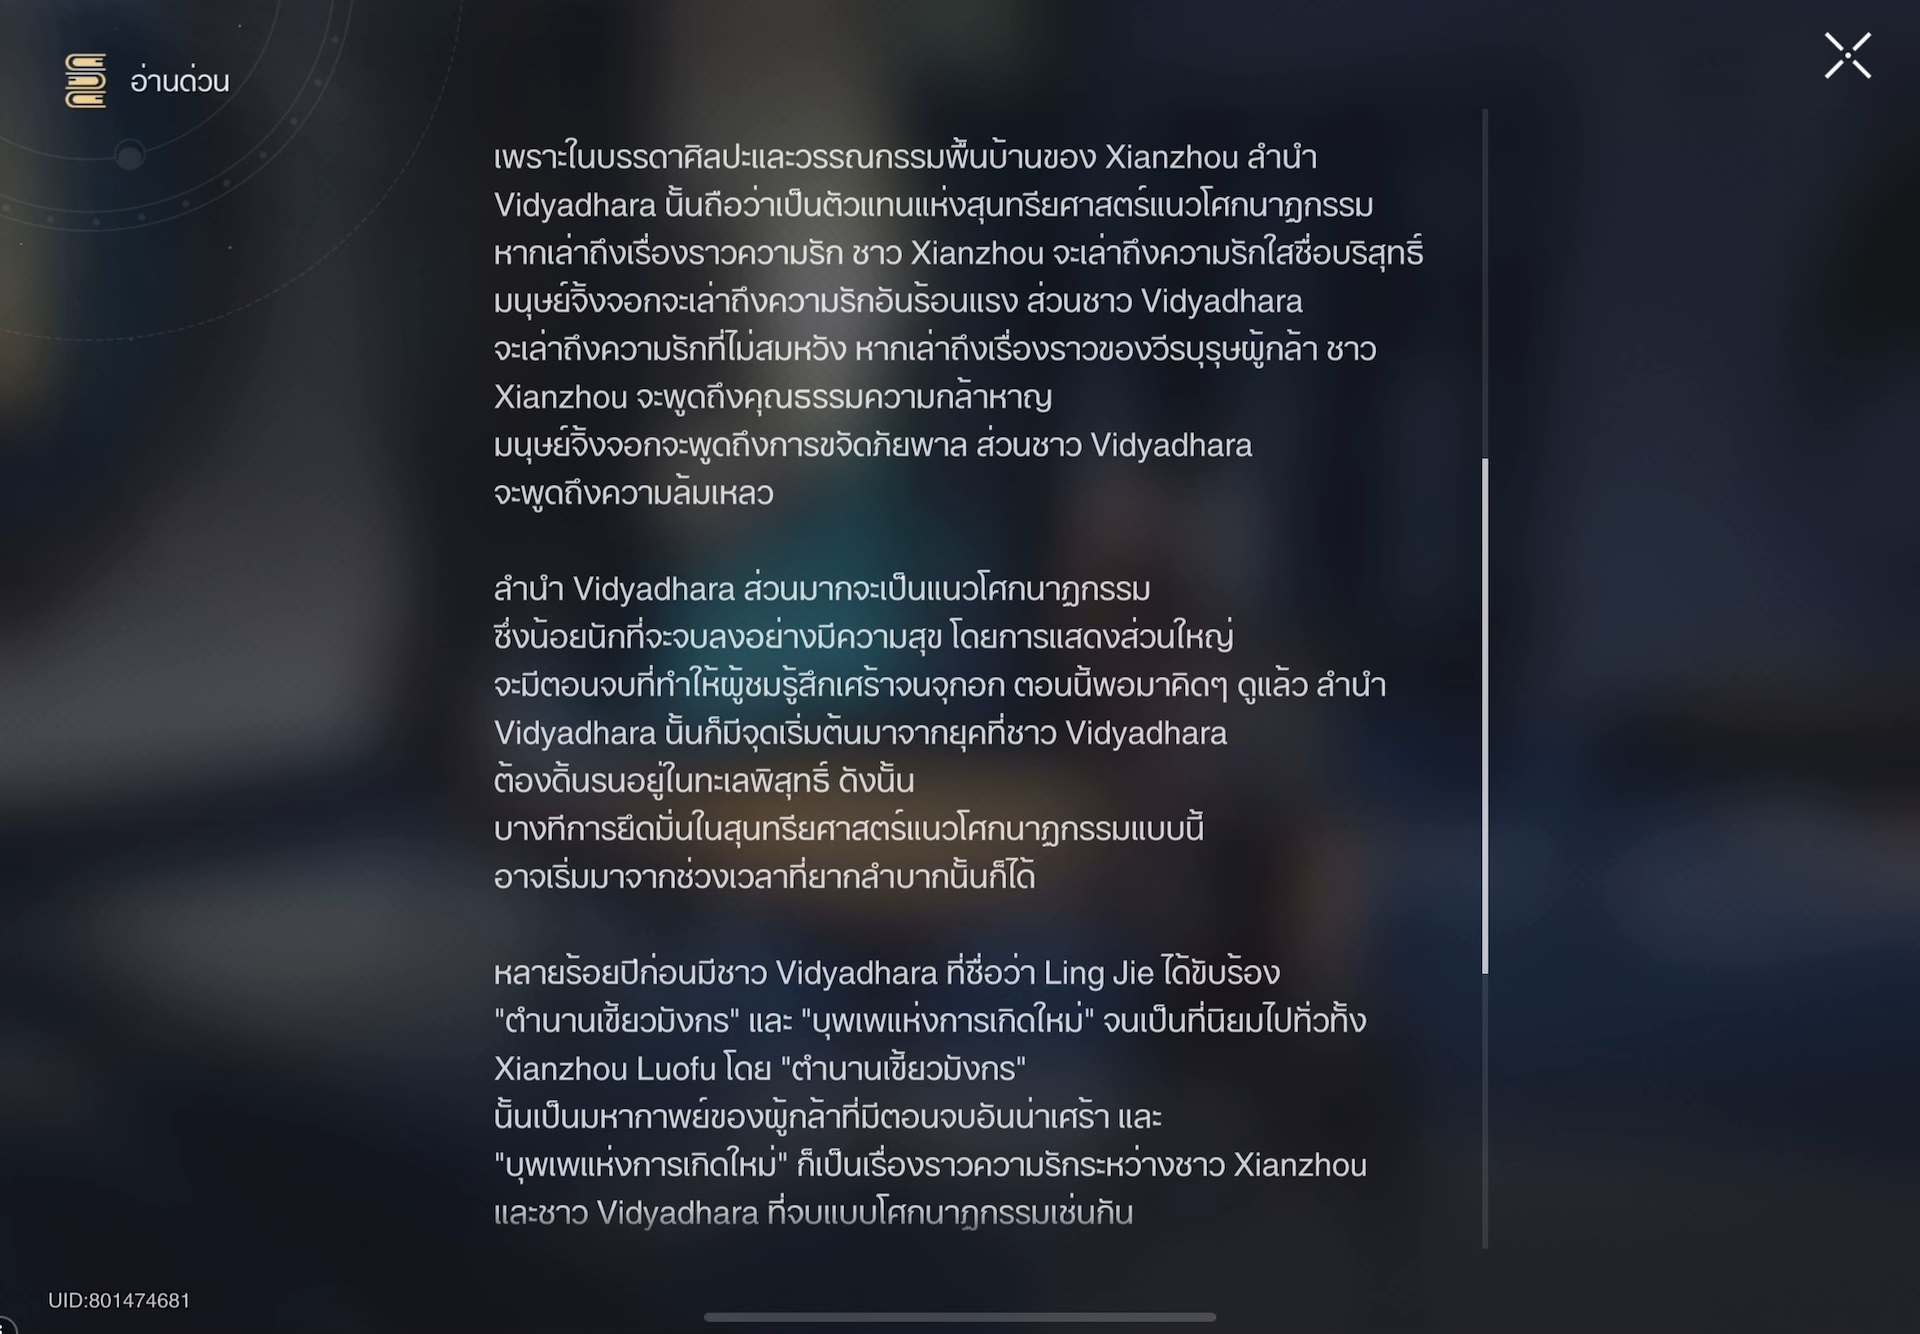 อ่านด่วน
เพราะในบรรดาศิลปะและวรรณกรรมพื้นบ้านของ Xianzhou ลำนำ
Vidyadhara นั้นถือว่าเป็นตัวแทนแห่งสุนทรียศาสตร์แนวโศกนาฏกรรม
หากเล่าถึงเรื่องราวความรัก ชาว Xianzhou จะเล่าถึงความรักใสซื่อบริสุทธิ์
มนุษย์จิ้งจอกจะเล่าถึงความรักอันร้อนแรง ส่วนชาว Vidyadhara
จะเล่าถึงความรักที่ไม่สมหวัง หากเล่าถึงเรื่องราวของวีรบุรุษผู้กล้า ชาว
Xianzhou จะพูดถึงคุณธรรมความกล้าหาญ
มนุษย์จิ้งจอกจะพูดถึงการขจัดภัยพาล ส่วนชาว Vidyadhara
จะพูดถึงความล้มเหลว
ลำนำ Vidyadhara ส่วนมากจะเป็นแนวโศกนาฏกรรม
ซึ่งน้อยนักที่จะจบลงอย่างมีความสุข โดยการแสดงส่วนใหญ่
จะมีตอนจบที่ทำให้ผู้ชมรู้สึกเศร้าจนจุกอก ตอนนี้พอมาคิดๆ ดูแล้ว ลำนำ
Vidyadhara นั้นก็มีจุดเริ่มต้นมาจากยุคที่ชาว Vidyadhara
ต้องดิ้นรนอยู่ในทะเลพิสุทธิ์ ดังนั้น
บางทีการยึดมั่นในสุนทรียศาสตร์แนวโศกนาฏกรรมแบบนี้
อาจเริ่มมาจากช่วงเวลาที่ยากลำบากนั้นก็ได้
หลายร้อยปีก่อนมีชาว Vidyadhara ที่ชื่อว่า Ling Jie ได้ขับร้อง
"ตำนานเขี้ยวมังกร" และ "บุพเพแห่งการเกิดใหม่" จนเป็นที่นิยมไปทั่วทั้ง
Xianzhou Luofu โดย "ตำนานเขี้ยวมังกร"
นั้นเป็นมหากาพย์ของผู้กล้าที่มีตอนจบอันน่าเศร้า และ
"บุพเพแห่งการเกิดใหม่" ก็เป็นเรื่องราวความรักระหว่างชาว Xianzhou
และชาว Vidyadhara ที่จบแบบโศกนาฏกรรมเช่นกัน
UID:801474681